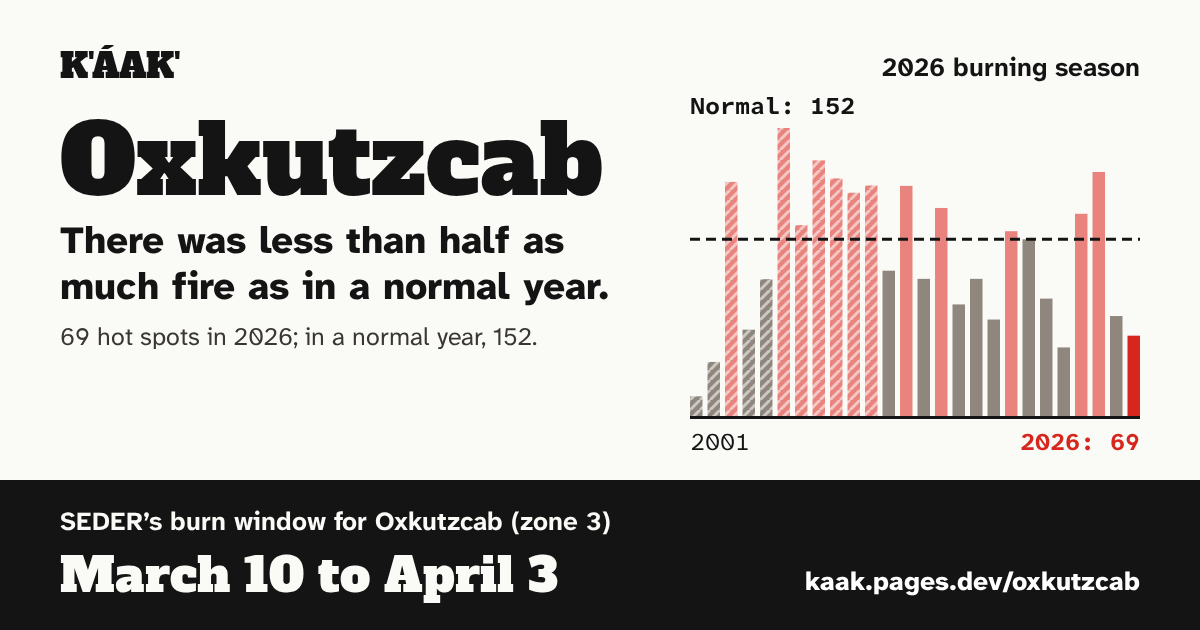 K'ÁAK'
Oxkutzcab
There was less than half as
much fire as in a normal year.
69 hot spots in 2026; in a normal year, 152.
2026 burning season
Normal: 152
2001
2026: 69
SEDER’s burn window for Oxkutzcab (zone 3)
March 10 to April 3
kaak.pages.dev/oxkutzcab